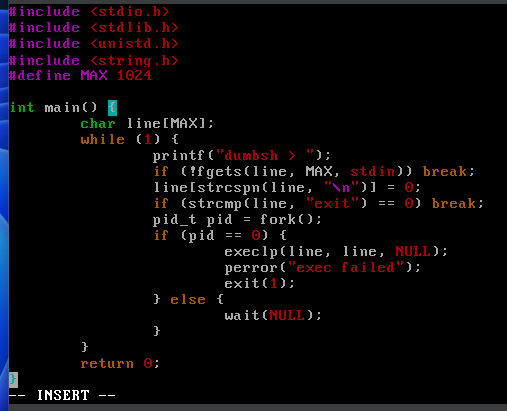 #include <stdio.h>
#include <stdlib.h>
#include <unistd.h>
#include <string.h>
#define MAX 1024

int main() {
        char line[MAX];
        while (1) {
                printf("dumbsh > ");
                if (!fgets(line, MAX, stdin)) break;
                line[strcspn(line, "\n")] = 0;
                if (strcmp(line, "exit") == 0) break;
                pid_t pid = fork();
                if (pid == 0) {
                        execlp(line, line, NULL);
                        perror("exec failed");
                        exit(1);
                } else {
                        wait(NULL);
                }
        }
        return 0;
}
-- INSERT --